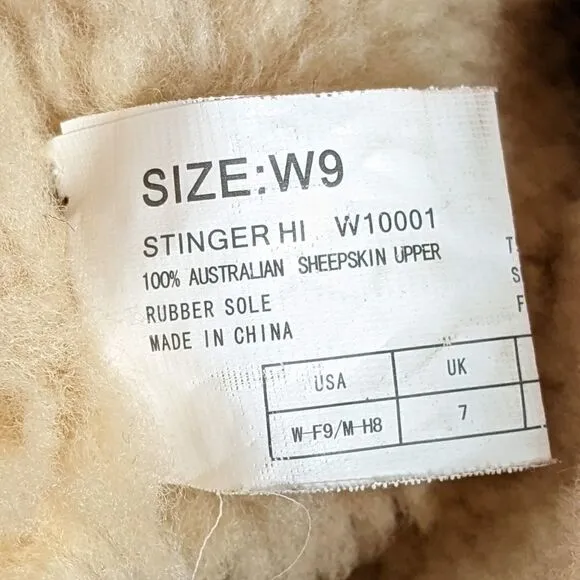 SIZE:W9
STINGER HI W10001
100% AUSTRALIAN SHEEPSKIN UPPER
RUBBER SOLE
MADE IN CHINA
T
S
F
USA UK
W-F9/M-H8 7